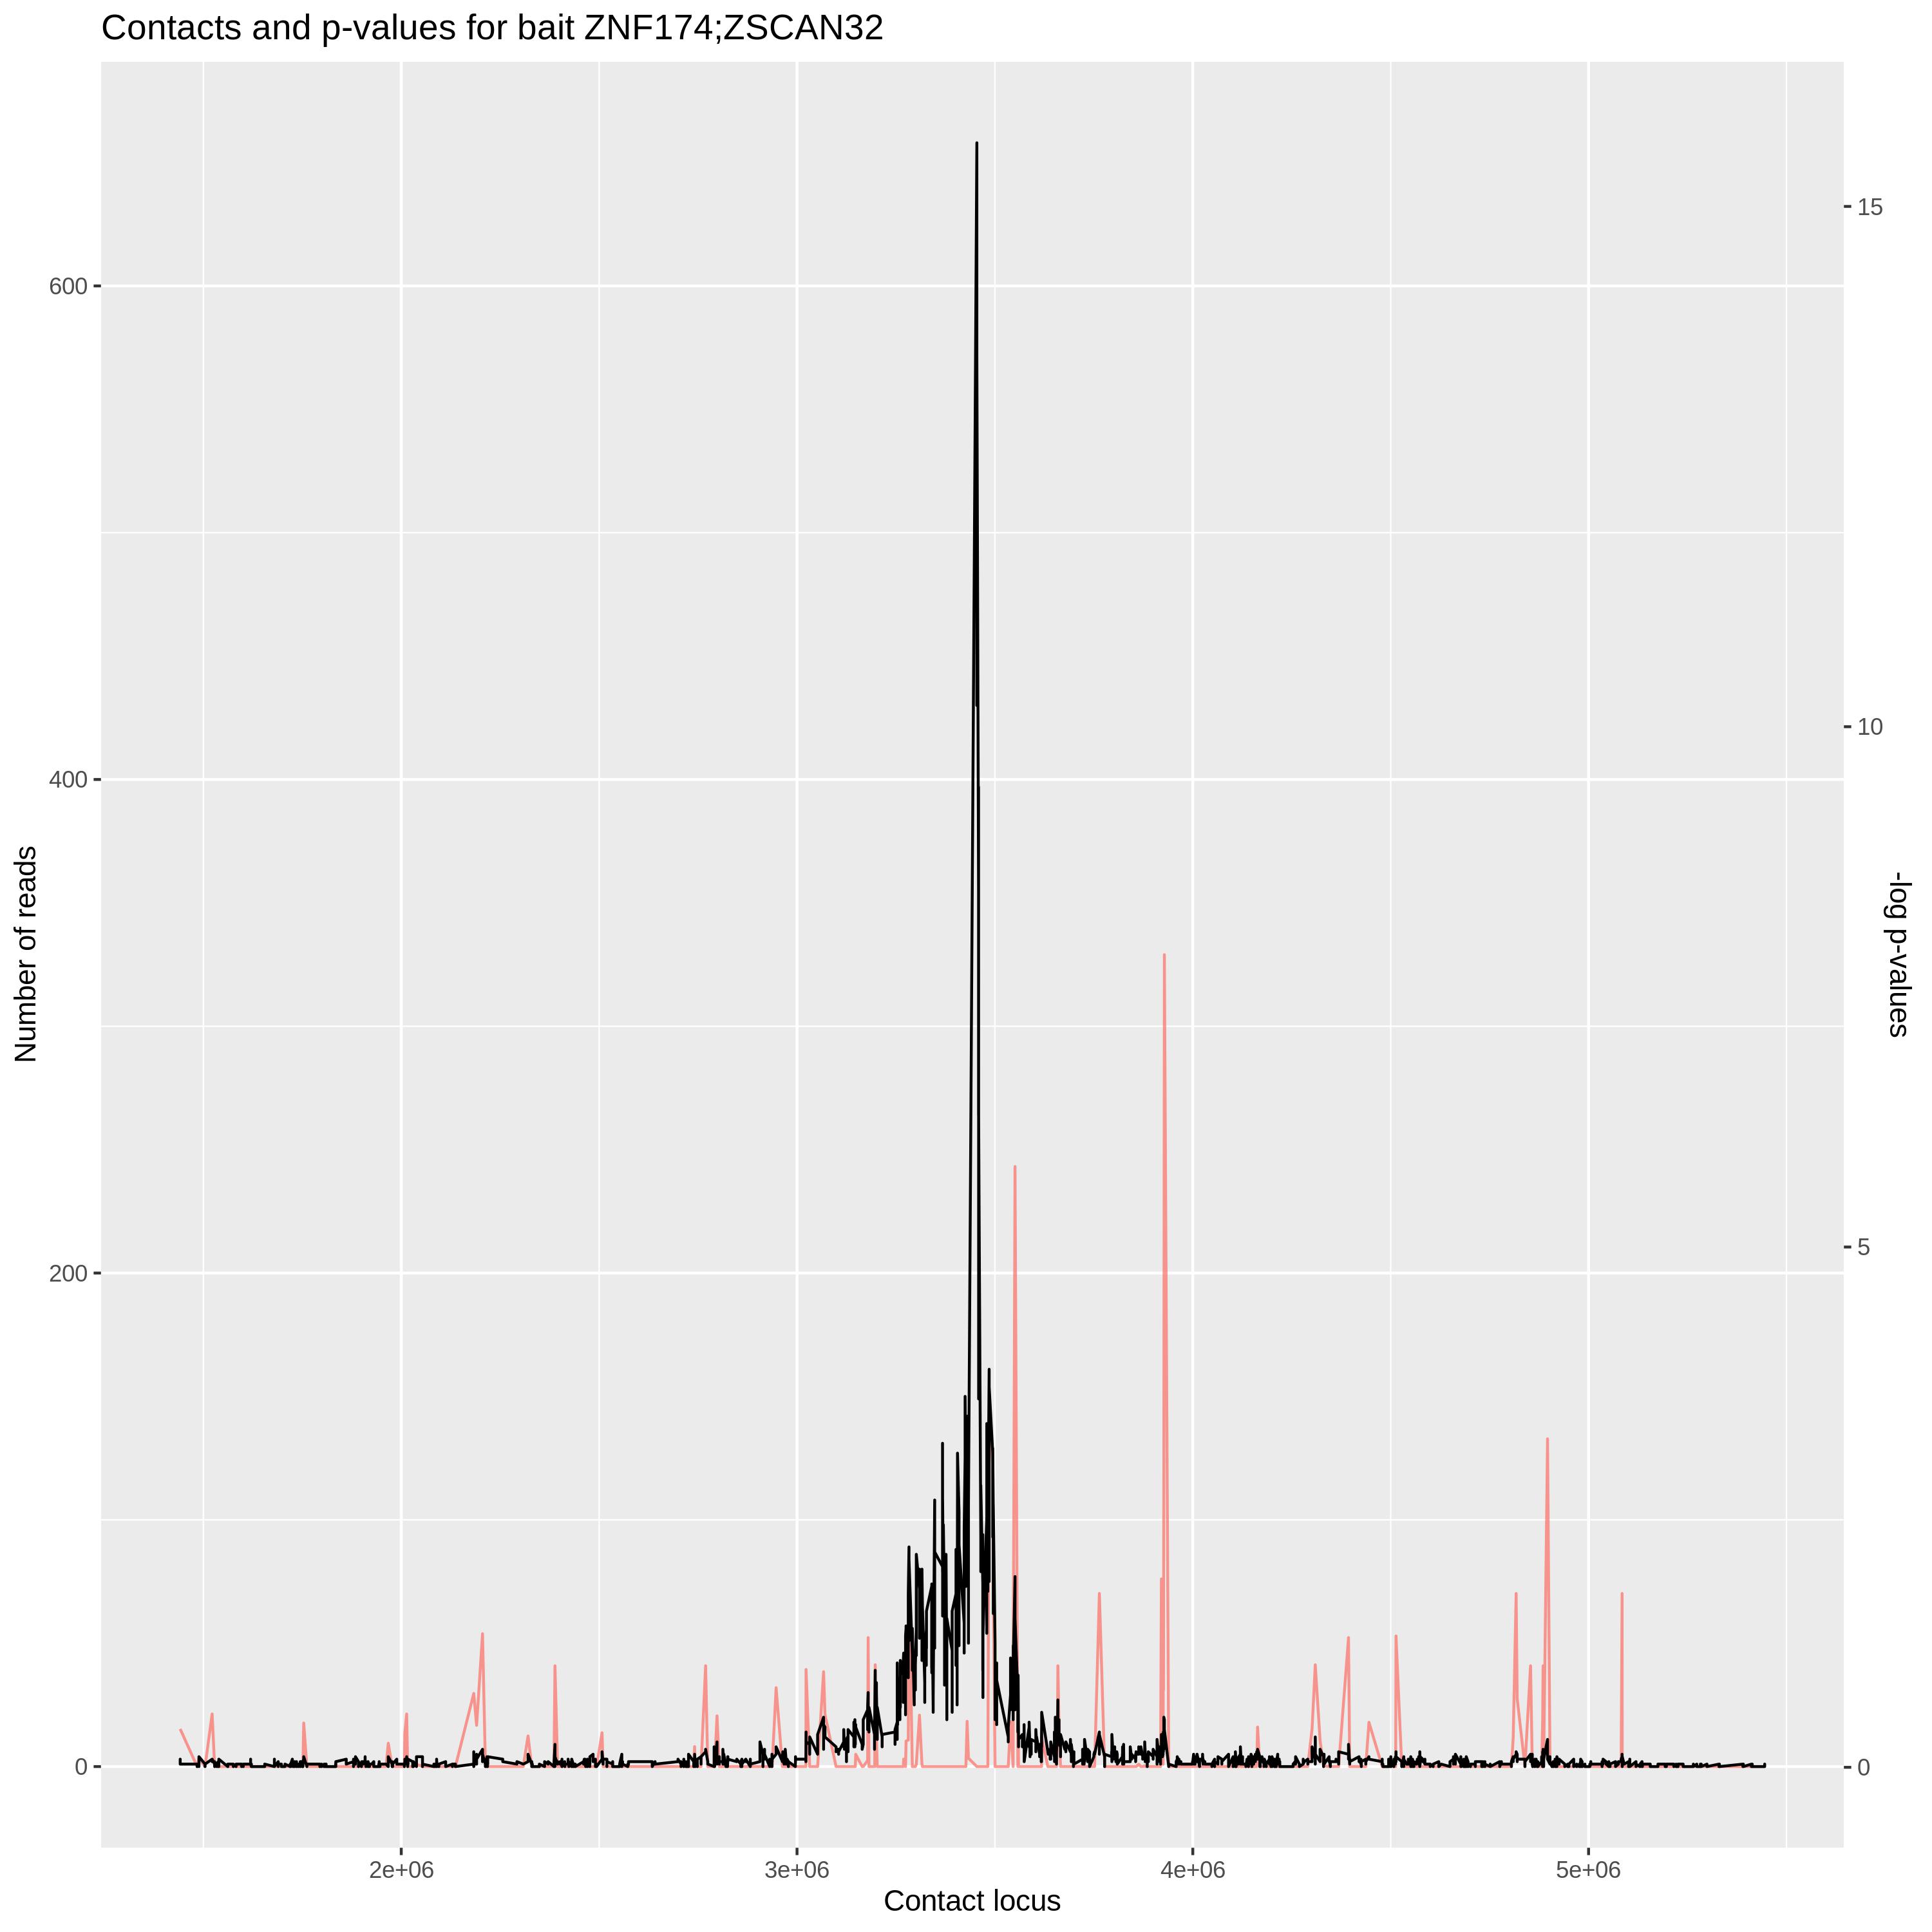 Contacts and p-values for bait ZNF174;ZSCAN32
600
400
200
0
15
10
5
0
Number of reads
-log p-values
2e+06
3e+06
4e+06
5e+06
Contact locus